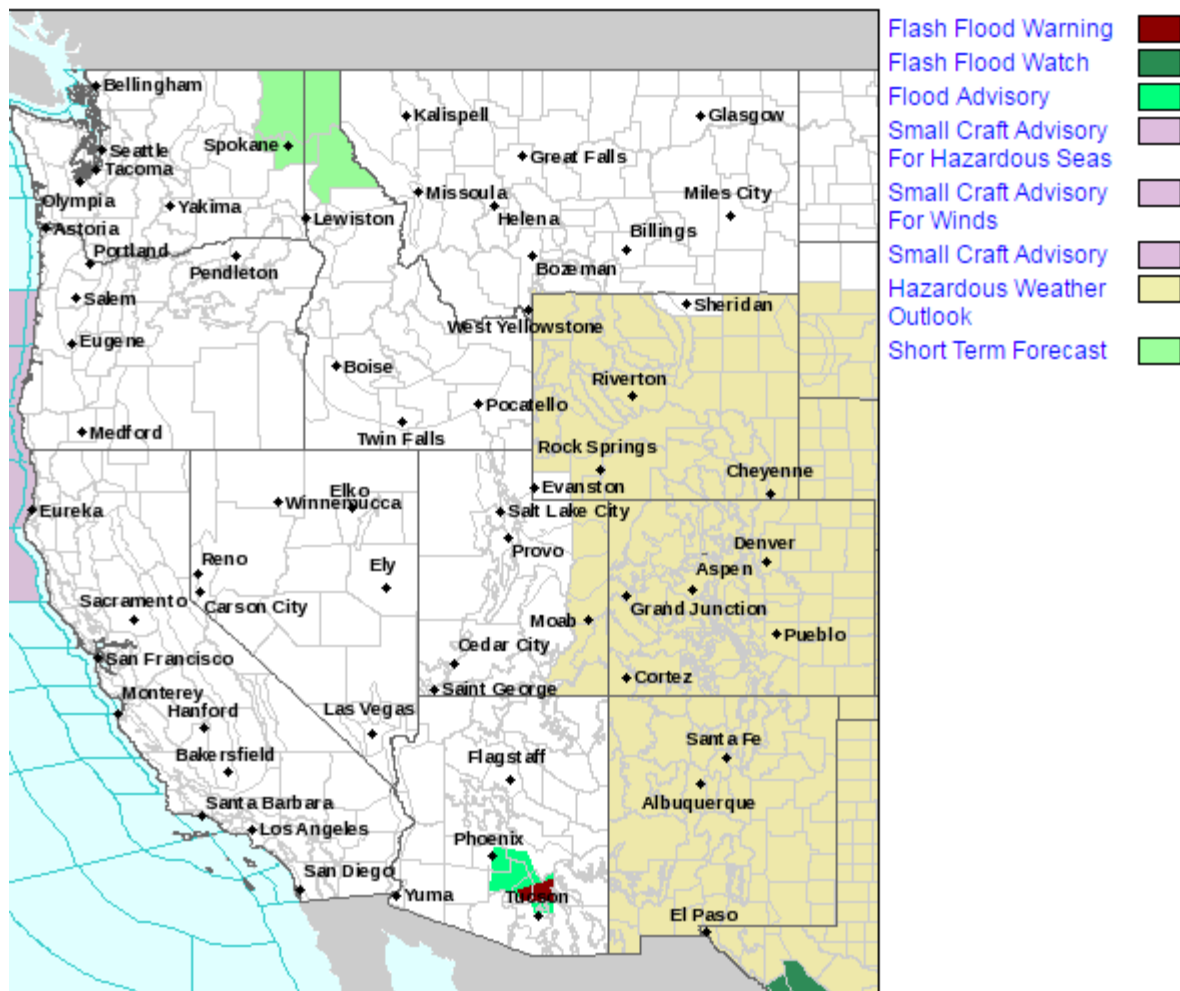 Bellingham
Kalispell
Glasgow
Spokane
Seattle
Great Falls
Tacoma
Missoula
Miles City
Olympia
Yakima
Helena
Lewiston
Astoria
Billings
Portland
Pendleton
Bozeman
Salem
Sheridan
West Yellowstone
Eugene
Boise
Riverton
Pocatello
Medford
Twin Falls
Rock Springs
Cheyenne
Elko
Evanston
Winnemucca
Eureka
Salt Lake City
Denver
Provo
Reno
Ely
Aspen
Sacramento
Carson City
Grand Junction
Moab
Pueblo
Cedar City
San Francisco
Cortez
Saint George
Monterey
Hanford
Las Vegas
Santa Fe
Bakersfield
Flagstaff
Albuquerque
Santa Barbara
Los Angeles
Phoenix
San Diego
Yuma
Tucson
El Paso
Flash Flood Warning
Flash Flood Watch
Flood Advisory
Small Craft Advisory
For Hazardous Seas
Small Craft Advisory
For Winds
Small Craft Advisory
Hazardous Weather
Outlook
Short Term Forecast